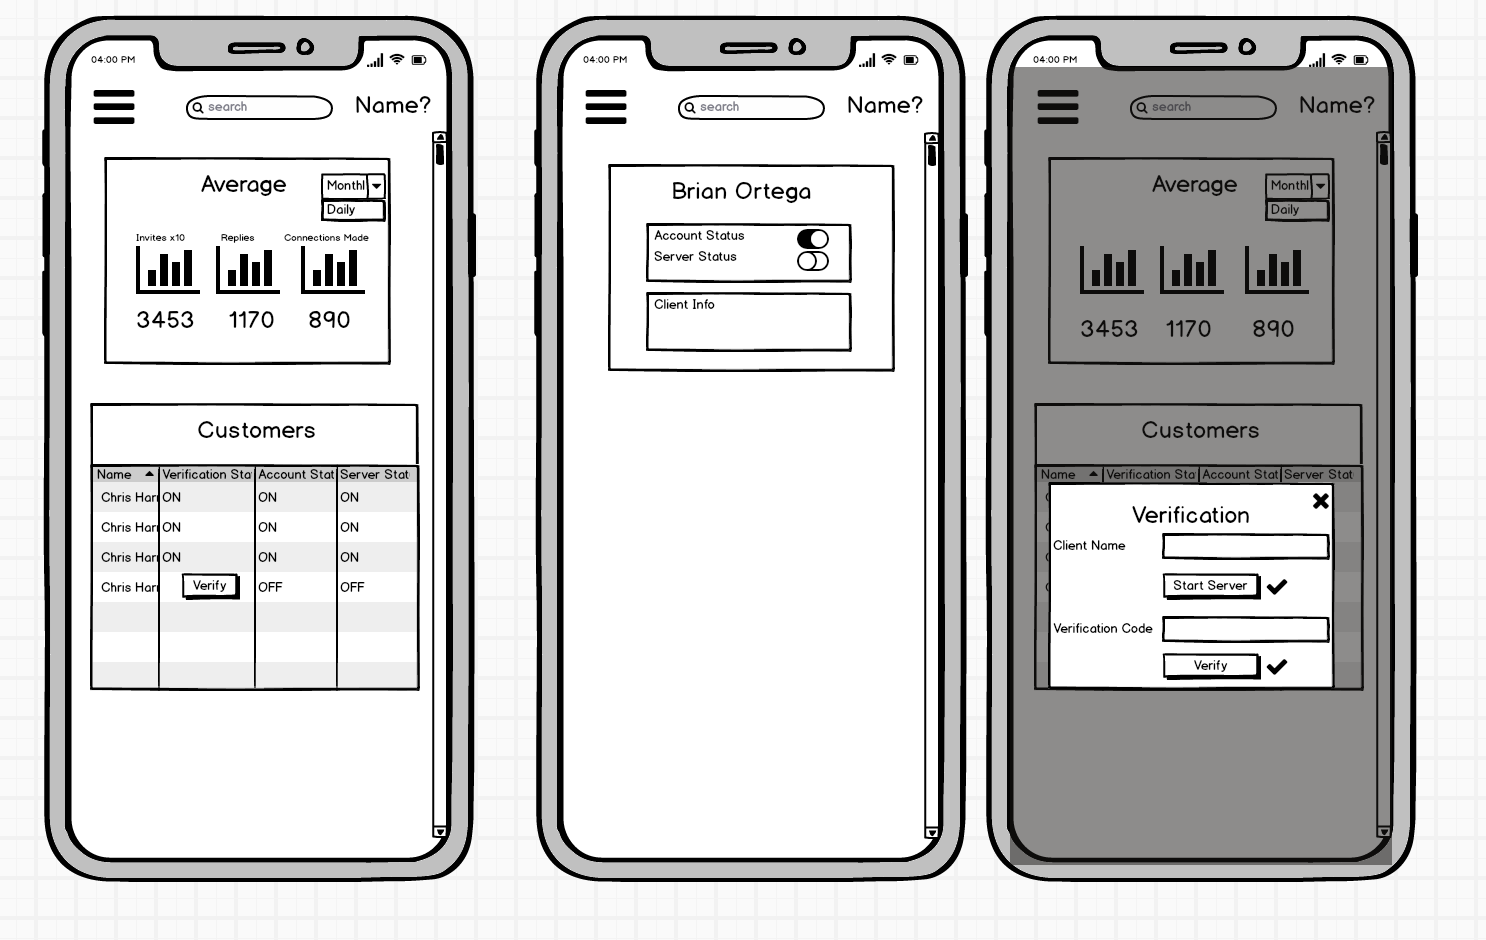 04:00 PM
search
Name?
Average
Monthl
Daily
Invites x10
Replies
Connections Made
3453
1170
890
Customers
Name
Verification Sta
Account Stat
Server Stat
Chris Harr
ON
ON
ON
Chris Harr
ON
ON
ON
Chris Harr
ON
ON
ON
Chris Harr
Verify
OFF
OFF
04:00 PM
search
Name?
Brian Ortega
Account Status
Server Status
Client Info
04:00 PM
search
Name?
Average
Monthl
Daily
3453
1170
890
Customers
Name
Verification Sta
Account Stat
Server Stat
Verification
Client Name
Start Server
Verification Code
Verify